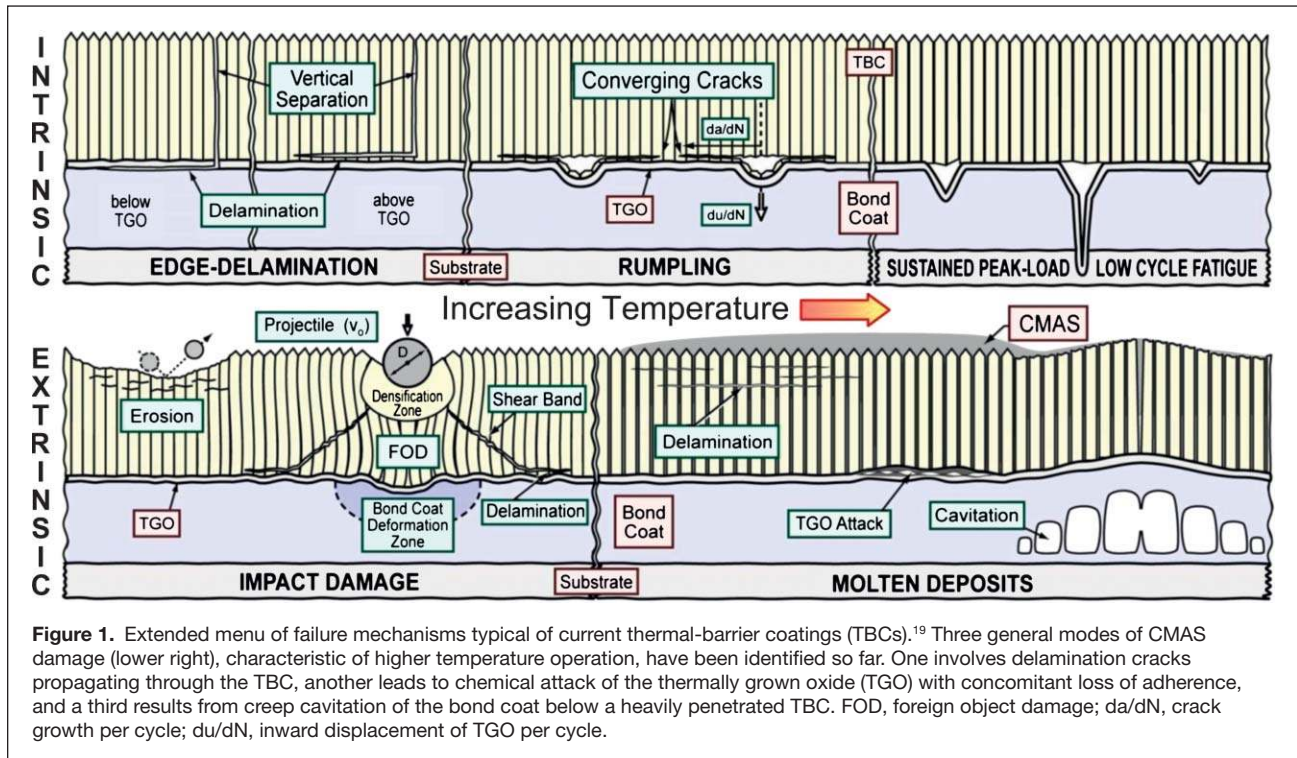 INTRINSIC
Vertical
Separation
Converging Cracks
TBC
da/dN
below
TGO
Delamination
above
TGO
TGO
du/dN
Bond
Coat
EDGE-DELAMINATION
Substrate
RUMPLING
SUSTAINED PEAK-LOAD
LOW CYCLE FATIGUE
Increasing Temperature
EXTRINSIC
Projectile (vₒ)
D
CMAS
Densification
Zone
Shear Band
Erosion
FOD
Delamination
TGO
Bond Coat
Deformation
Zone
Delamination
Bond
Coat
TGO Attack
Cavitation
IMPACT DAMAGE
Substrate
MOLTEN DEPOSITS
Figure 1. Extended menu of failure mechanisms typical of current thermal-barrier coatings (TBCs).¹⁹ Three general modes of CMAS
damage (lower right), characteristic of higher temperature operation, have been identified so far. One involves delamination cracks
propagating through the TBC, another leads to chemical attack of the thermally grown oxide (TGO) with concomitant loss of adherence,
and a third results from creep cavitation of the bond coat below a heavily penetrated TBC. FOD, foreign object damage; da/dN, crack
growth per cycle; du/dN, inward displacement of TGO per cycle.